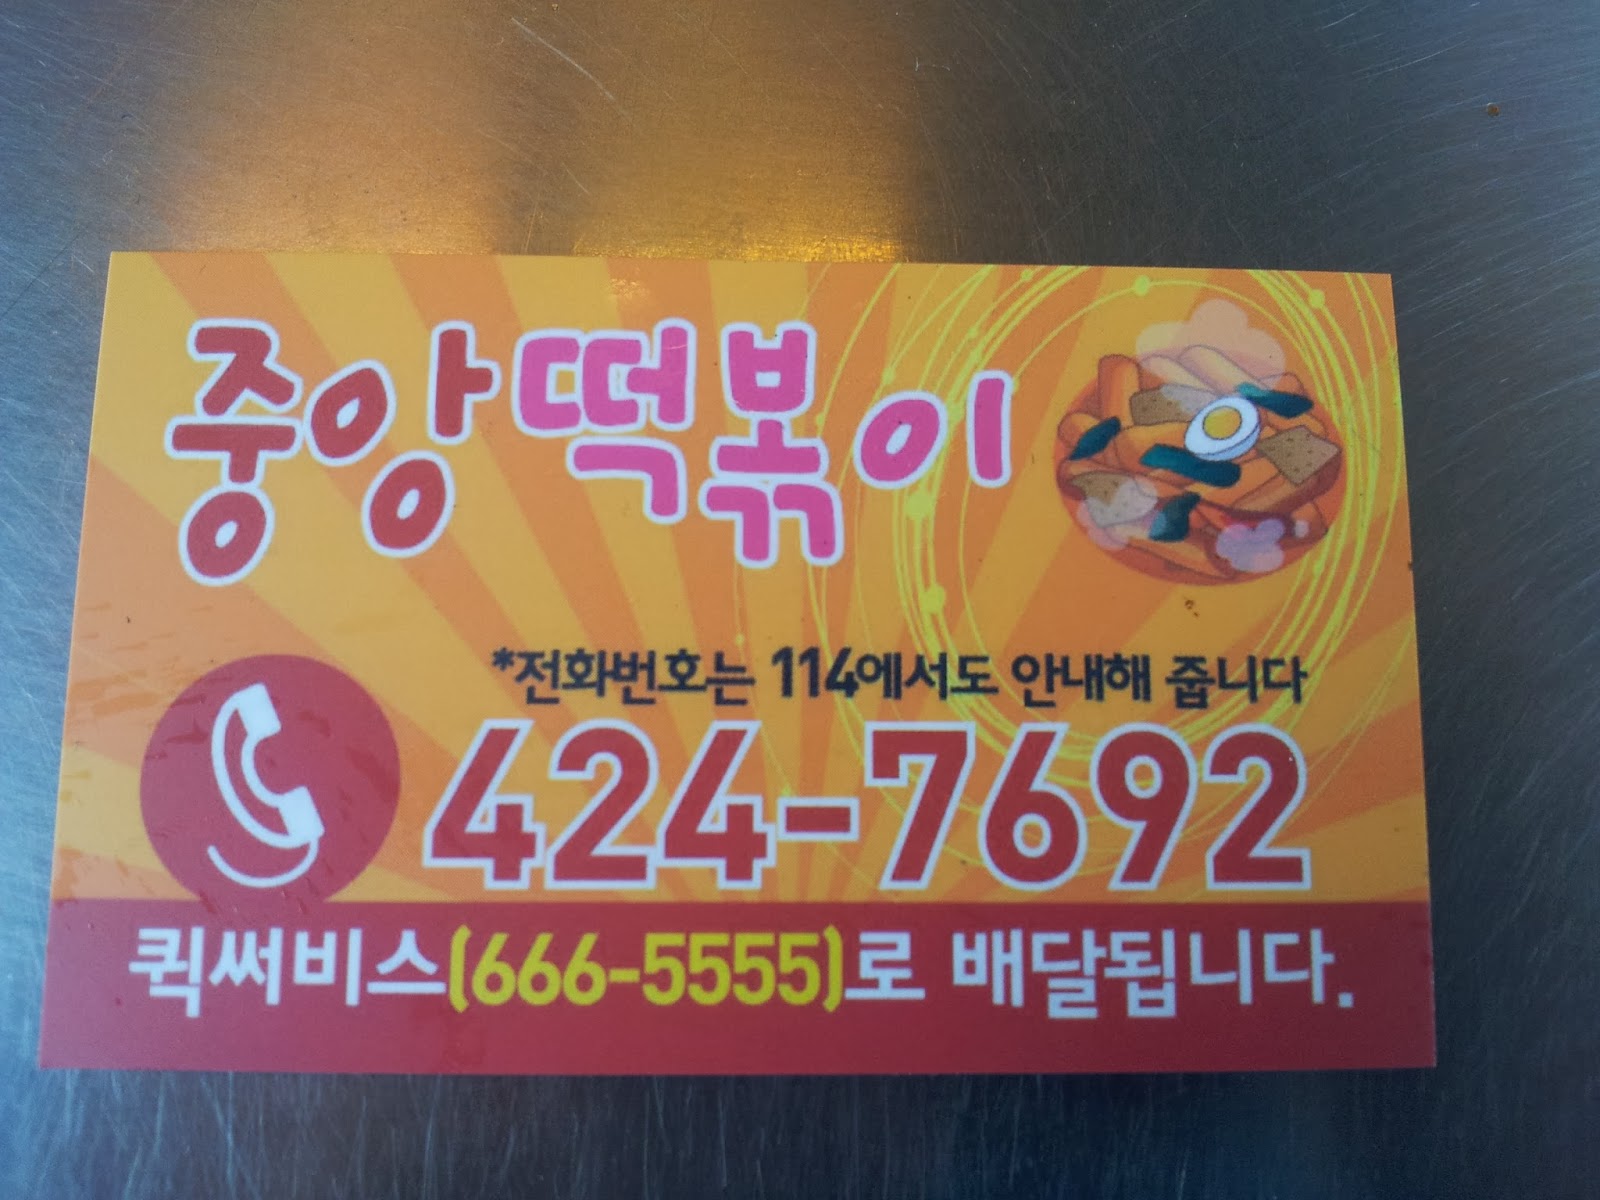 중앙떡볶이
*전화번호는 114에서도 안내해 줍니다
424-7692
퀵써비스(666-5555)로 배달됩니다.